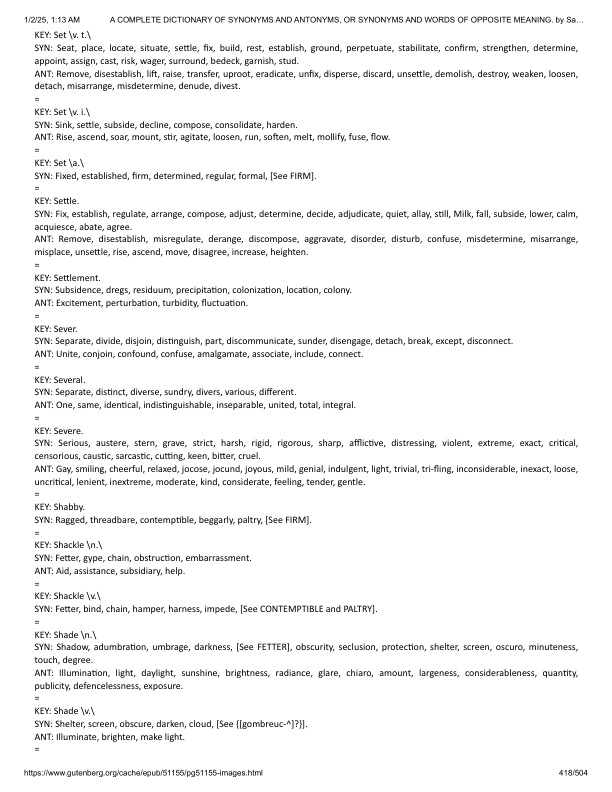 1/2/25, 1:13 AM A COMPLETE DICTIONARY OF SYNONYMS AND ANTONYMS, OR SYNONYMS AND WORDS OF OPPOSITE MEANING. by Sa…
KEY: Set \v. t.\
SYN: Seat, place, locate, situate, settle, fix, build, rest, establish, ground, perpetuate, stabilitate, confirm, strengthen, determine,
appoint, assign, cast, risk, wager, surround, bedeck, garnish, stud.
ANT: Remove, disestablish, lift, raise, transfer, uproot, eradicate, unfix, disperse, discard, unsettle, demolish, destroy, weaken, loosen,
detach, misarrange, misdetermine, denude, divest.
=
KEY: Set \v. i.\
SYN: Sink, settle, subside, decline, compose, consolidate, harden.
ANT: Rise, ascend, soar, mount, stir, agitate, loosen, run, soften, melt, mollify, fuse, flow.
=
KEY: Set \a.\
SYN: Fixed, established, firm, determined, regular, formal, [See FIRM].
=
KEY: Settle.
SYN: Fix, establish, regulate, arrange, compose, adjust, determine, decide, adjudicate, quiet, allay, still, Milk, fall, subside, lower, calm,
acquiesce, abate, agree.
ANT: Remove, disestablish, misregulate, derange, discompose, aggravate, disorder, disturb, confuse, misdetermine, misarrange,
misplace, unsettle, rise, ascend, move, disagree, increase, heighten.
=
KEY: Settlement.
SYN: Subsidence, dregs, residuum, precipitation, colonization, location, colony.
ANT: Excitement, perturbation, turbidity, fluctuation.
=
KEY: Sever.
SYN: Separate, divide, disjoin, distinguish, part, discommunicate, sunder, disengage, detach, break, except, disconnect.
ANT: Unite, conjoin, confound, confuse, amalgamate, associate, include, connect.
=
KEY: Several.
SYN: Separate, distinct, diverse, sundry, divers, various, different.
ANT: One, same, identical, indistinguishable, inseparable, united, total, integral.
=
KEY: Severe.
SYN: Serious, austere, stern, grave, strict, harsh, rigid, rigorous, sharp, afflictive, distressing, violent, extreme, exact, critical,
censorious, caustic, sarcastic, cutting, keen, bitter, cruel.
ANT: Gay, smiling, cheerful, relaxed, jocose, jocund, joyous, mild, genial, indulgent, light, trivial, tri-fling, inconsiderable, inexact, loose,
uncritical, lenient, inextreme, moderate, kind, considerate, feeling, tender, gentle.
=
KEY: Shabby.
SYN: Ragged, threadbare, contemptible, beggarly, paltry, [See FIRM].
=
KEY: Shackle \n.\
SYN: Fetter, gype, chain, obstruction, embarrassment.
ANT: Aid, assistance, subsidiary, help.
=
KEY: Shackle \v.\
SYN: Fetter, bind, chain, hamper, harness, impede, [See CONTEMPTIBLE and PALTRY].
=
KEY: Shade \n.\
SYN: Shadow, adumbration, umbrage, darkness, [See FETTER], obscurity, seclusion, protection, shelter, screen, oscuro, minuteness,
touch, degree.
ANT: Illumination, light, daylight, sunshine, brightness, radiance, glare, chiaro, amount, largeness, considerableness, quantity,
publicity, defencelessness, exposure.
=
KEY: Shade \v.\
SYN: Shelter, screen, obscure, darken, cloud, [See {[gombreuc-^]?}].
ANT: Illuminate, brighten, make light.
=
https://www.gutenberg.org/cache/epub/51155/pg51155-images.html 418/504